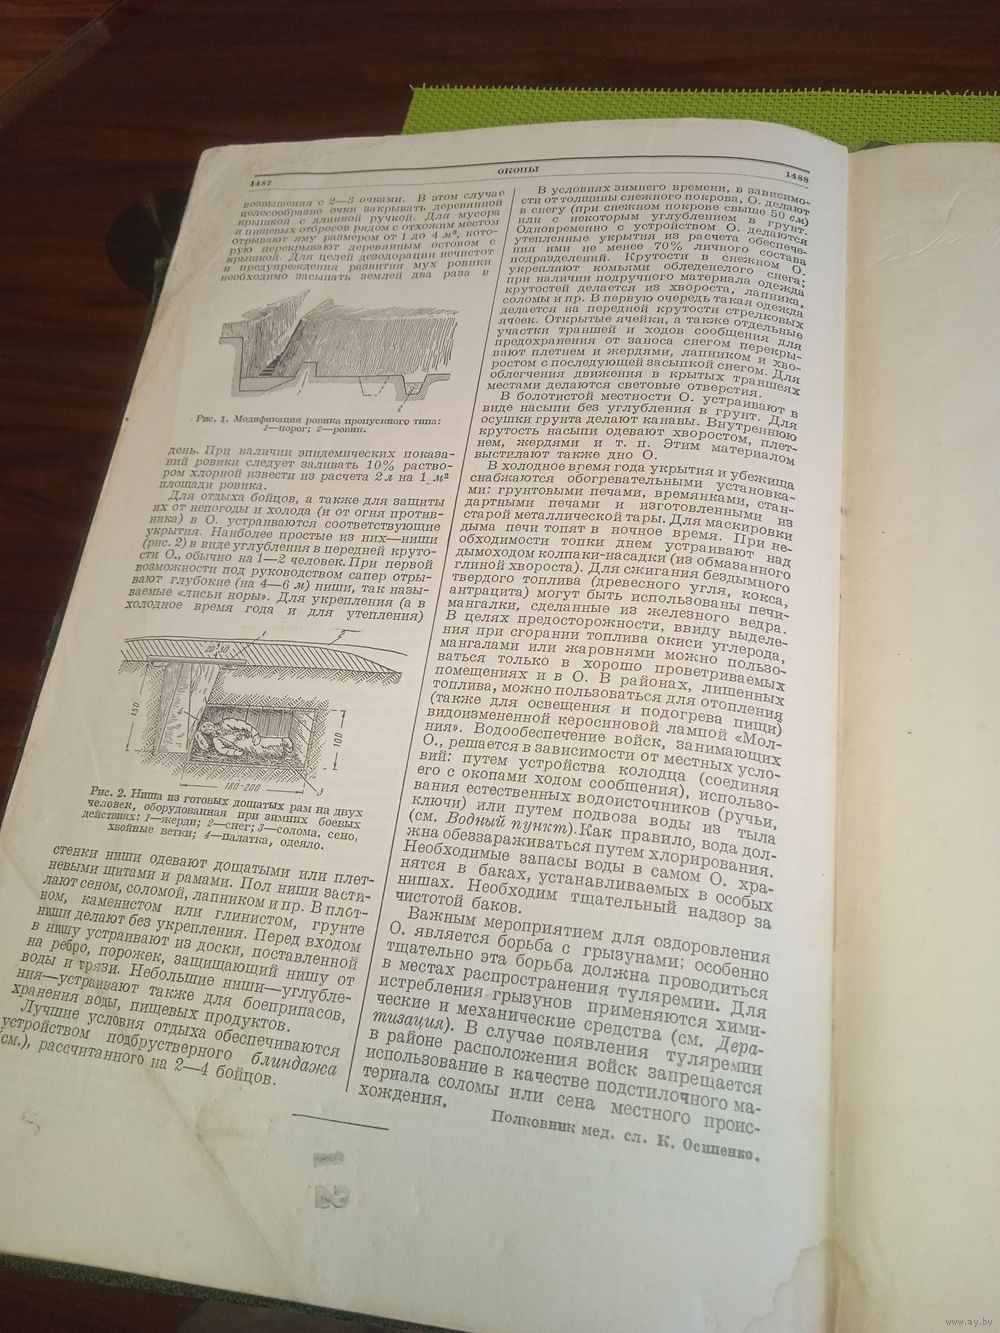 1487
ОКОПЫ
1488
возвышения с 2—3 очками. В этом случае
целесообразно очки закрывать деревянной
крышкой с длинной ручкой. Для мусора
и пищевых отбросов рядом с отхожим местом
отрывают яму размером от 1 до 4 м³, кото-
рую перекрывают деревянным остовом с
крышкой. Для целей дезодорации нечистот
и предупреждения развития мух ровики
необходимо засыпать землей два раза в
1
2
Рис. 1. Модификация ровика пропускного типа:
1—порог; 2—ровик.
день. При наличии эпидемических показа-
ний ровики следует заливать 10% раство-
ром хлорной извести из расчета 2 л на 1 м²
площади ровика.
Для отдыха бойцов, а также для защиты
их от непогоды и холода (и от огня против-
ника) в О. устраиваются соответствующие
укрытия. Наиболее простые из них—ниши
(рис. 2) в виде углубления в передней круто-
сти О., обычно на 1—2 человек. При первой
возможности под руководством сапер отры-
вают глубокие (на 4—6 м) ниши, так назы-
ваемые «лисьи норы». Для укрепления (а в
холодное время года и для утепления)
1
20-30
150
4
100
180-200
3
Рис. 2. Ниша из готовых дощатых рам на двух
человек, оборудованная при зимних боевых
действиях: 1—жерди; 2—снег; 3—солома, сено,
хвойные ветки; 4—палатка, одеяло.
стенки ниши одевают дощатыми или плет-
невыми щитами и рамами. Пол ниши засти-
лают сеном, соломой, лапником и пр. В плот-
ном, каменистом или глинистом, грунте
ниши делают без укрепления. Перед входом
в нишу устраивают из доски, поставленной
на ребро, порожек, защищающий нишу от
воды и грязи. Небольшие ниши—углубле-
ния—устраивают также для боеприпасов,
хранения воды, пищевых продуктов.
Лучшие условия отдыха обеспечиваются
устройством подбрустверного блиндажа
(см.), рассчитанного на 2—4 бойцов.
В условиях зимнего времени, в зависимо-
сти от толщины снежного покрова, О. делают
в снегу (при снежном покрове свыше 50 см)
или с некоторым углублением в грунт.
Одновременно с устройством О. делаются
утепленные укрытия из расчета обеспече-
ния ими не менее 70% личного состава
подразделений. Крутости в снежном О.
укрепляют комьями обледенелого снега;
при наличии подручного материала одежда
крутостей делается из хвороста, лапника,
соломы и пр. В первую очередь такая одежда
делается на передней крутости стрелковых
ячеек. Открытые ячейки, а также отдельные
участки траншей и ходов сообщения для
предохранения от заноса снегом перекры-
вают плетнем и жердями, лапником и хво-
ростом с последующей засыпкой снегом. Для
облегчения движения в крытых траншеях
местами делаются световые отверстия.
В болотистой местности О. устраивают в
виде насыпи без углубления в грунт. Для
осушки грунта делают канавы. Внутреннюю
крутость насыпи одевают хворостом, плет-
нем, жердями и т. п. Этим материалом
выстилают также дно О.
В холодное время года укрытия и убежища
снабжаются обогревательными установка-
ми: грунтовыми печами, времянками, стан-
дартными печами и изготовленными из
старой металлической тары. Для маскировки
дыма печи топят в ночное время. При не-
обходимости топки днем устраивают над
дымоходом колпаки-насадки (из обмазанного
глиной хвороста). Для сжигания бездымного
твердого топлива (древесного угля, кокса,
антрацита) могут быть использованы печи-
мангалки, сделанные из железного ведра.
В целях предосторожности, ввиду выделе-
ния при сгорании топлива окиси углерода,
мангалами или жаровнями можно пользо-
ваться только в хорошо проветриваемых
помещениях и в О. В районах, лишенных
топлива, можно пользоваться для отопления
(также для освещения и подогрева пищи)
видоизмененной керосиновой лампой «Мол-
ния». Водообеспечение войск, занимающих
О., решается в зависимости от местных усло-
вий: путем устройства колодца (соединяя
его с окопами ходом сообщения), использо-
вания естественных водоисточников (ручьи,
ключи) или путем подвоза воды из тыла
(см. Водный пункт). Как правило, вода дол-
жна обеззараживаться путем хлорирования.
Необходимые запасы воды в самом О. хра-
нятся в баках, устанавливаемых в особых
нишах. Необходим тщательный надзор за
чистотой баков.
Важным мероприятием для оздоровления
О. является борьба с грызунами; особенно
тщательно эта борьба должна проводиться
в местах распространения туляремии. Для
истребления грызунов применяются хими-
ческие и механические средства (см. Дера-
тизация). В случае появления туляремии
в районе расположения войск запрещается
использование в качестве подстилочного ма-
териала соломы или сена местного проис-
хождения.
Полковник мед. сл. К. Осипенко.
www.ay.by